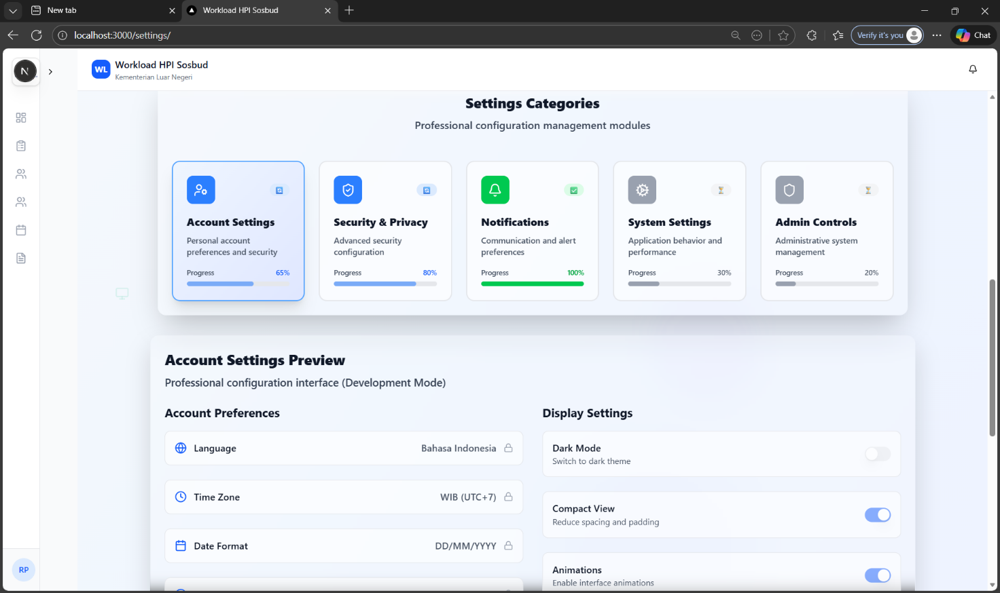 New tab
Workload HPI Sosbud
localhost:3000/settings/
Verify it's you
Chat
N
WL
Workload HPI Sosbud
Kementerian Luar Negeri
Settings Categories
Professional configuration management modules
Account Settings
Personal account
preferences and security
Progress 65%
Security & Privacy
Advanced security
configuration
Progress 80%
Notifications
Communication and alert
preferences
Progress 100%
System Settings
Application behavior and
performance
Progress 30%
Admin Controls
Administrative system
management
Progress 20%
Account Settings Preview
Professional configuration interface (Development Mode)
Account Preferences
Language Bahasa Indonesia
Time Zone WIB (UTC+7)
Date Format DD/MM/YYYY
Display Settings
Dark Mode
Switch to dark theme
Compact View
Reduce spacing and padding
Animations
Enable interface animations
RP